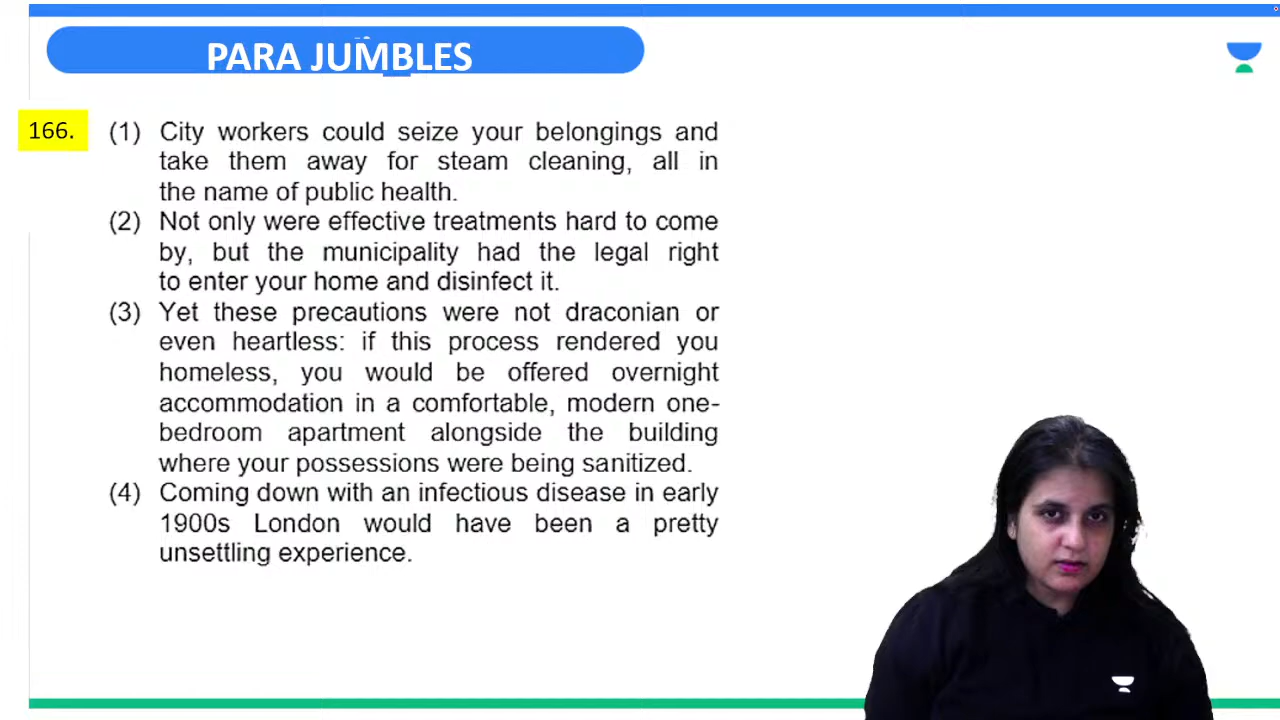 PARA JUMBLES
166.
(1) City workers could seize your belongings and
take them away for steam cleaning, all in
the name of public health.
(2) Not only were effective treatments hard to come
by, but the municipality had the legal right
to enter your home and disinfect it.
(3) Yet these precautions were not draconian or
even heartless: if this process rendered you
homeless, you would be offered overnight
accommodation in a comfortable, modern one-
bedroom apartment alongside the building
where your possessions were being sanitized.
(4) Coming down with an infectious disease in early
1900s London would have been a pretty
unsettling experience.